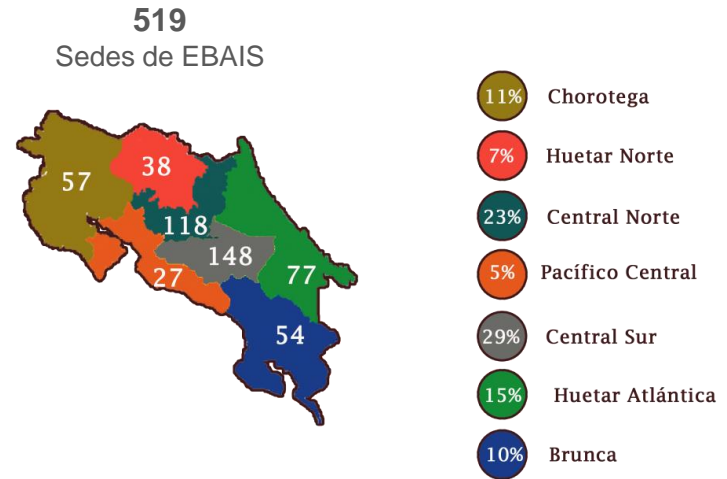 519
Sedes de EBAIS
57
38
118
148
27
77
54
11% Chorotega
7% Huetar Norte
23% Central Norte
5% Pacífico Central
29% Central Sur
15% Huetar Atlántica
10% Brunca